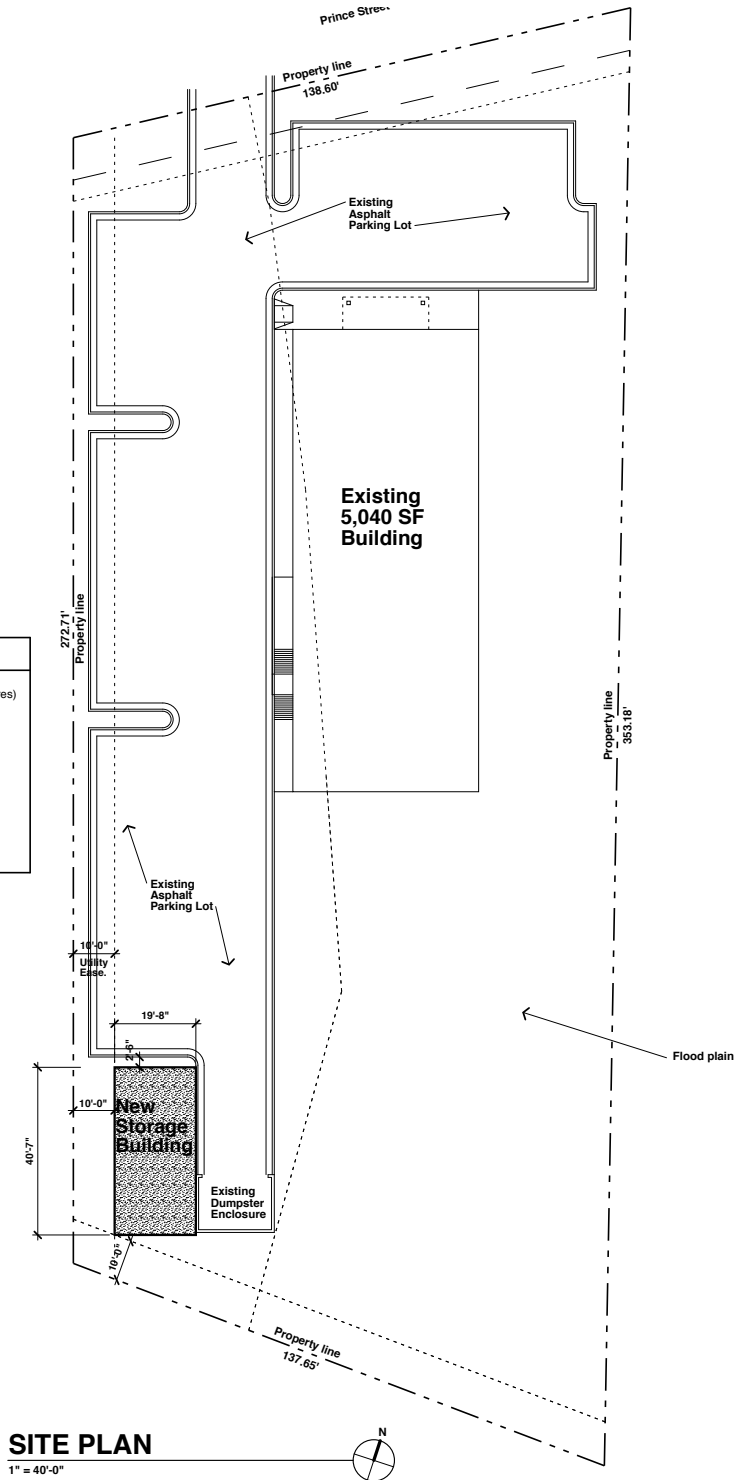 Prince Street
Property line
138.60'
Existing
Asphalt
Parking Lot
Existing
5,040 SF
Building
272.71'
Property line
es)
Property line
353.18'
Existing
Asphalt
Parking Lot
10'-0"
Utility
Ease.
19'-8"
2'-6"
Flood plain
10'-0"
New
Storage
Building
40'-7"
Existing
Dumpster
Enclosure
10'-0"
Property line
137.65'
N
SITE PLAN
1" = 40'-0"